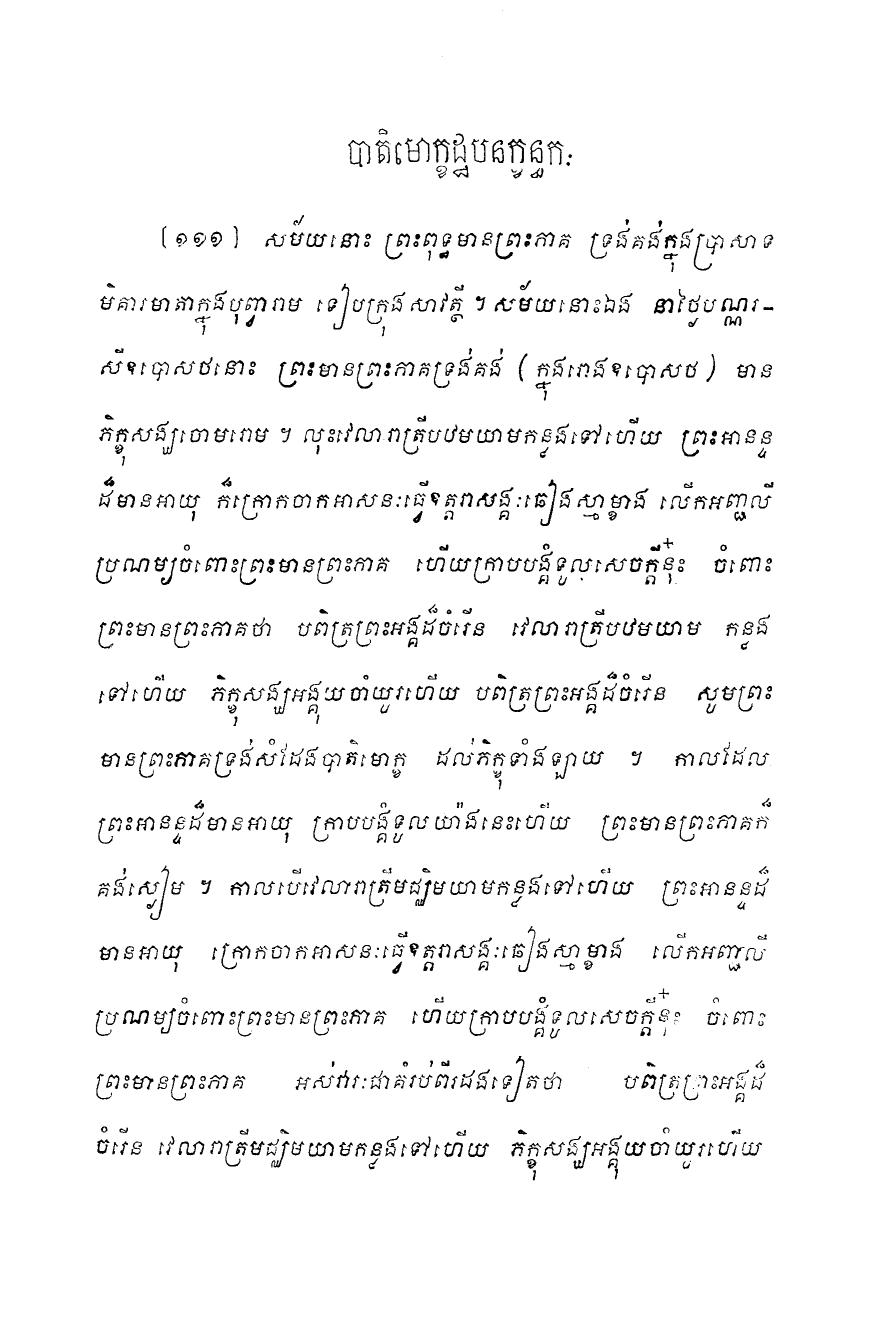 បាតិមោក្ខដ្ឋបនក្ខន្ធកៈ
(១១១) សម័យនោះ ព្រះពុទ្ធមានព្រះភាគ ទ្រង់គង់ក្នុងប្រាសាទ
មិគារមាតាក្នុងបុព្វារាម ទៀបក្រុងសាវត្ថី ។ សម័យនោះឯង នាថ្ងៃបណ្ណរ-
សីឧបោសថនោះ ព្រះមានព្រះភាគទ្រង់គង់ (ក្នុងរោងឧបោសថ) មាន
ភិក្ខុសង្ឃចោមរោម ។ លុះវេលារាត្រីបឋមយាមកន្លងទៅហើយ ព្រះអានន្ទ
ដ៏មានអាយុ ក៏ក្រោកចាកអាសនៈធ្វើឧត្តរាសង្គៈឆៀងស្មាម្ខាង លើកអញ្ជលី
ប្រណម្យចំពោះព្រះមានព្រះភាគ ហើយក្រាបបង្គំទូលសេចក្តីនុ៎ះ ចំពោះ
ព្រះមានព្រះភាគថា បពិត្រព្រះអង្គដ៏ចំរើន វេលារាត្រីបឋមយាម កន្លង
ទៅហើយ ភិក្ខុសង្ឃអង្គុយចាំយូរហើយ បពិត្រព្រះអង្គដ៏ចំរើន សូមព្រះ
មានព្រះភាគទ្រង់សំដែងបាតិមោក្ខ ដល់ភិក្ខុទាំងឡាយ ។ កាលដែល
ព្រះអានន្ទដ៏មានអាយុ ក្រាបបង្គំទូលយ៉ាងនេះហើយ ព្រះមានព្រះភាគក៏
គង់ស្ងៀម ។ កាលបើវេលារាត្រីមជ្ឈិមយាមកន្លងទៅហើយ ព្រះអានន្ទដ៏
មានអាយុ ក្រោកចាកអាសនៈធ្វើឧត្តរាសង្គៈឆៀងស្មាម្ខាង លើកអញ្ជលី
ប្រណម្យចំពោះព្រះមានព្រះភាគ ហើយក្រាបបង្គំទូលសេចក្តីនុ៎ះ ចំពោះ
ព្រះមានព្រះភាគ អស់វារៈជាគំរប់ពីរដងទៀតថា បពិត្រព្រះអង្គដ៏
ចំរើន វេលារាត្រីមជ្ឈិមយាមកន្លងទៅហើយ ភិក្ខុសង្ឃអង្គុយចាំយូរហើយ